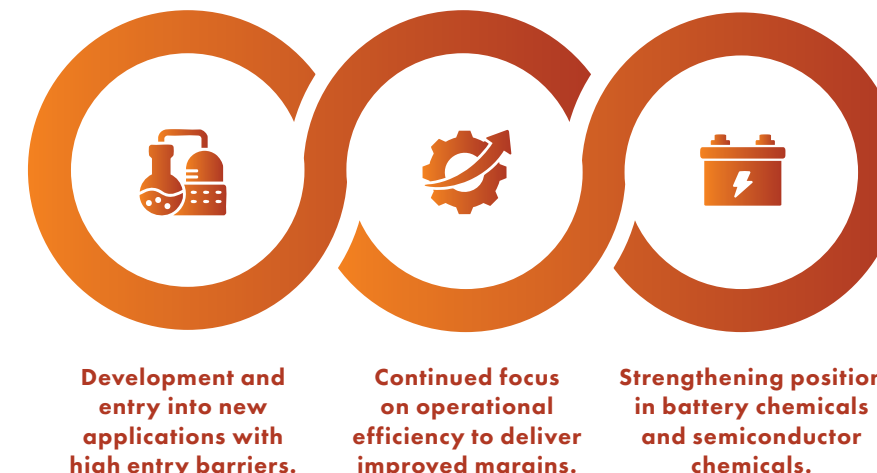 Development and
entry into new
applications with
high entry barriers.
Continued focus
on operational
efficiency to deliver
improved margins.
Strengthening position
in battery chemicals
and semiconductor
chemicals.